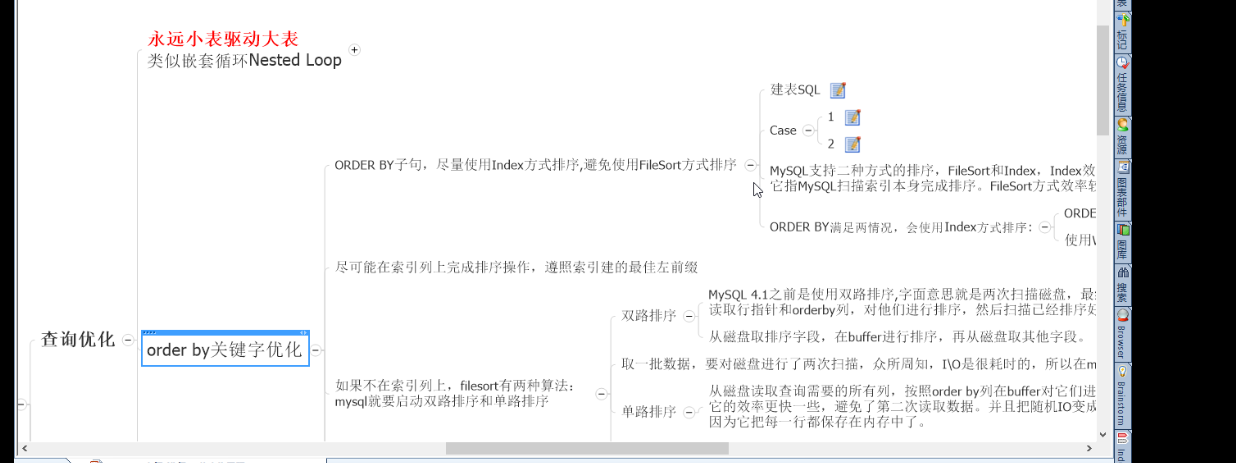 永远小表驱动大表
类似嵌套循环Nested Loop
建表SQL
Case
1
2
ORDER BY子句，尽量使用Index方式排序,避免使用FileSort方式排序
MySQL支持二种方式的排序，FileSort和Index，Index效
它指MySQL扫描索引本身完成排序。FileSort方式效率较
ORDER BY满足两情况，会使用Index方式排序:
ORDE
使用W
尽可能在索引列上完成排序操作，遵照索引建的最佳左前缀
查询优化
order by关键字优化
如果不在索引列上，filesort有两种算法：
mysql就要启动双路排序和单路排序
双路排序
MySQL 4.1之前是使用双路排序,字面意思就是两次扫描磁盘，最
读取行指针和orderby列，对他们进行排序，然后扫描已经排序好
从磁盘取排序字段，在buffer进行排序，再从磁盘取其他字段。
取一批数据，要对磁盘进行了两次扫描，众所周知，I\O是很耗时的，所以在m
单路排序
从磁盘读取查询需要的所有列，按照order by列在buffer对它们进
它的效率更快一些，避免了第二次读取数据。并且把随机IO变成
因为它把每一行都保存在内存中了。
表
标记
任务信息
资源
图表部件
图库
搜索
Browser
Brainstorm
Ind